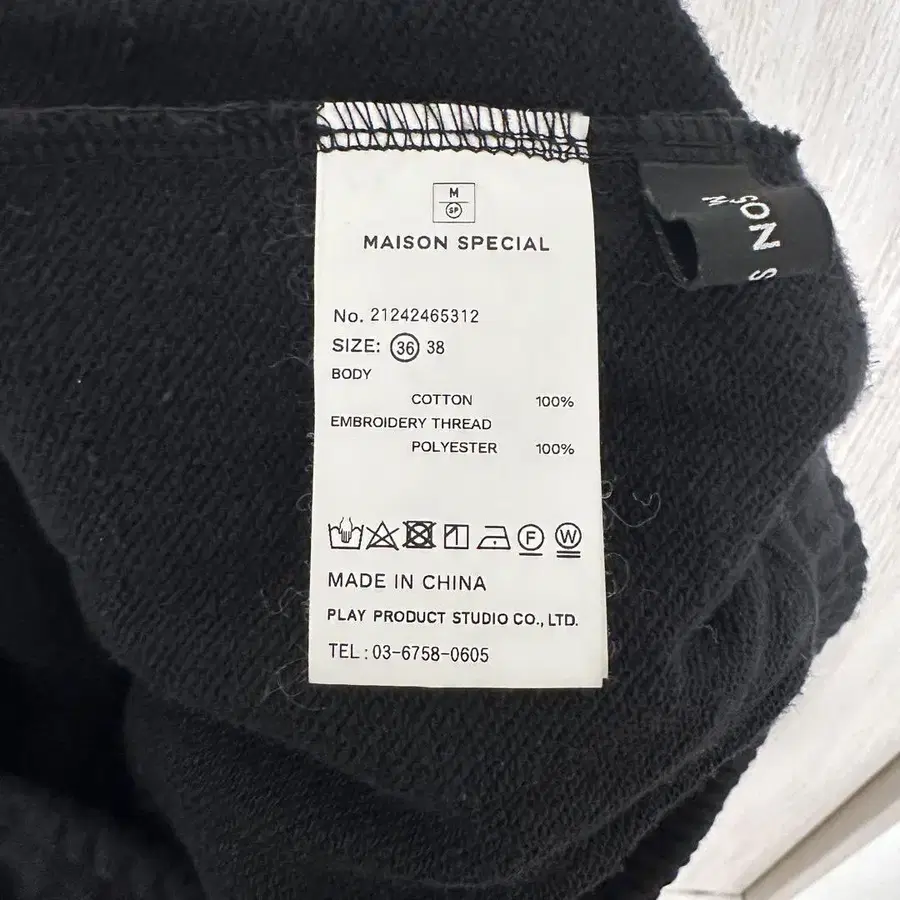 M
SP
MAISON SPECIAL
No. 21242465312
SIZE: 36 38
BODY
COTTON 100%
EMBROIDERY THREAD
POLYESTER 100%
F W
MADE IN CHINA
PLAY PRODUCT STUDIO CO., LTD.
TEL : 03-6758-0605